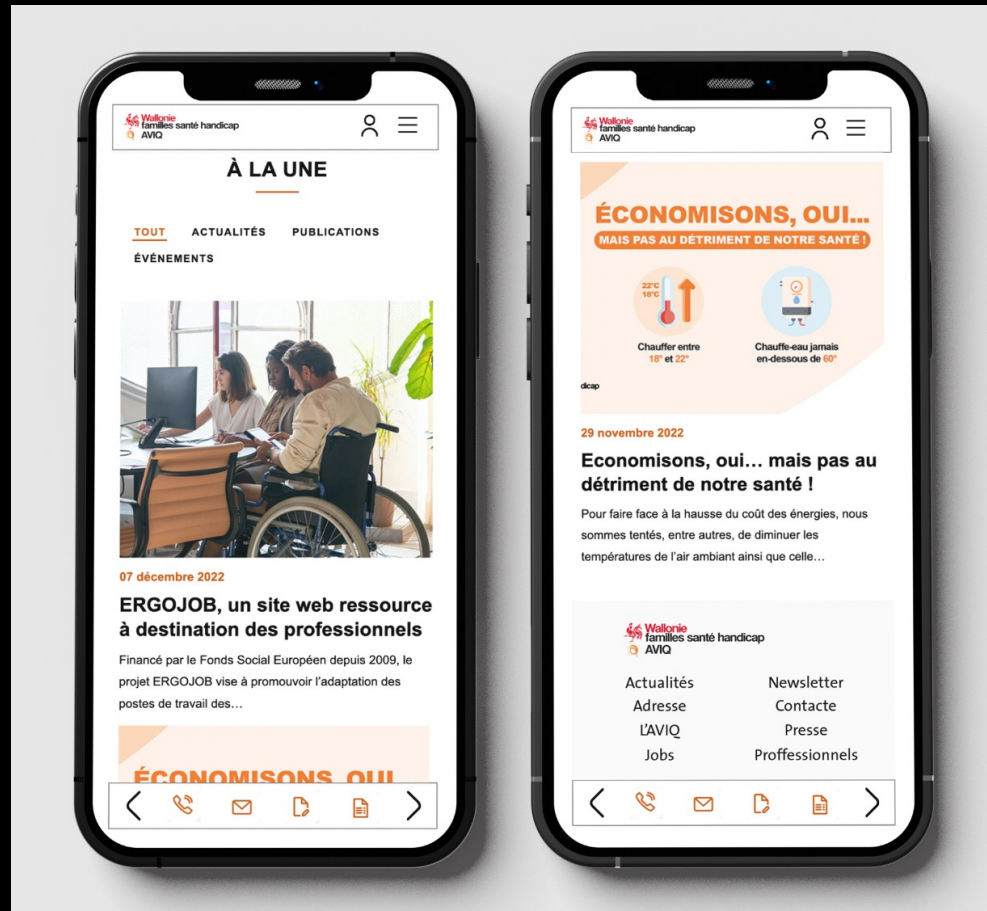 Wallonie
familles santé handicap
AVIQ
À LA UNE
TOUT ACTUALITÉS PUBLICATIONS
ÉVÉNEMENTS
07 décembre 2022
ERGOJOB, un site web ressource
à destination des professionnels
Financé par le Fonds Social Européen depuis 2009, le
projet ERGOJOB vise à promouvoir l'adaptation des
postes de travail des...
ÉCONOMISONS, OUI
Wallonie
familles santé handicap
AVIQ
ÉCONOMISONS, OUI...
MAIS PAS AU DÉTRIMENT DE NOTRE SANTÉ !
22°C
18°C
Chauffer entre
18° et 22°
Chauffe-eau jamais
en-dessous de 60°
dicap
29 novembre 2022
Economisons, oui... mais pas au
détriment de notre santé !
Pour faire face à la hausse du coût des énergies, nous
sommes tentés, entre autres, de diminuer les
températures de l'air ambiant ainsi que celle...
Wallonie
familles santé handicap
AVIQ
Actualités Newsletter
Adresse Contacte
L'AVIQ Presse
Jobs Proffessionnels